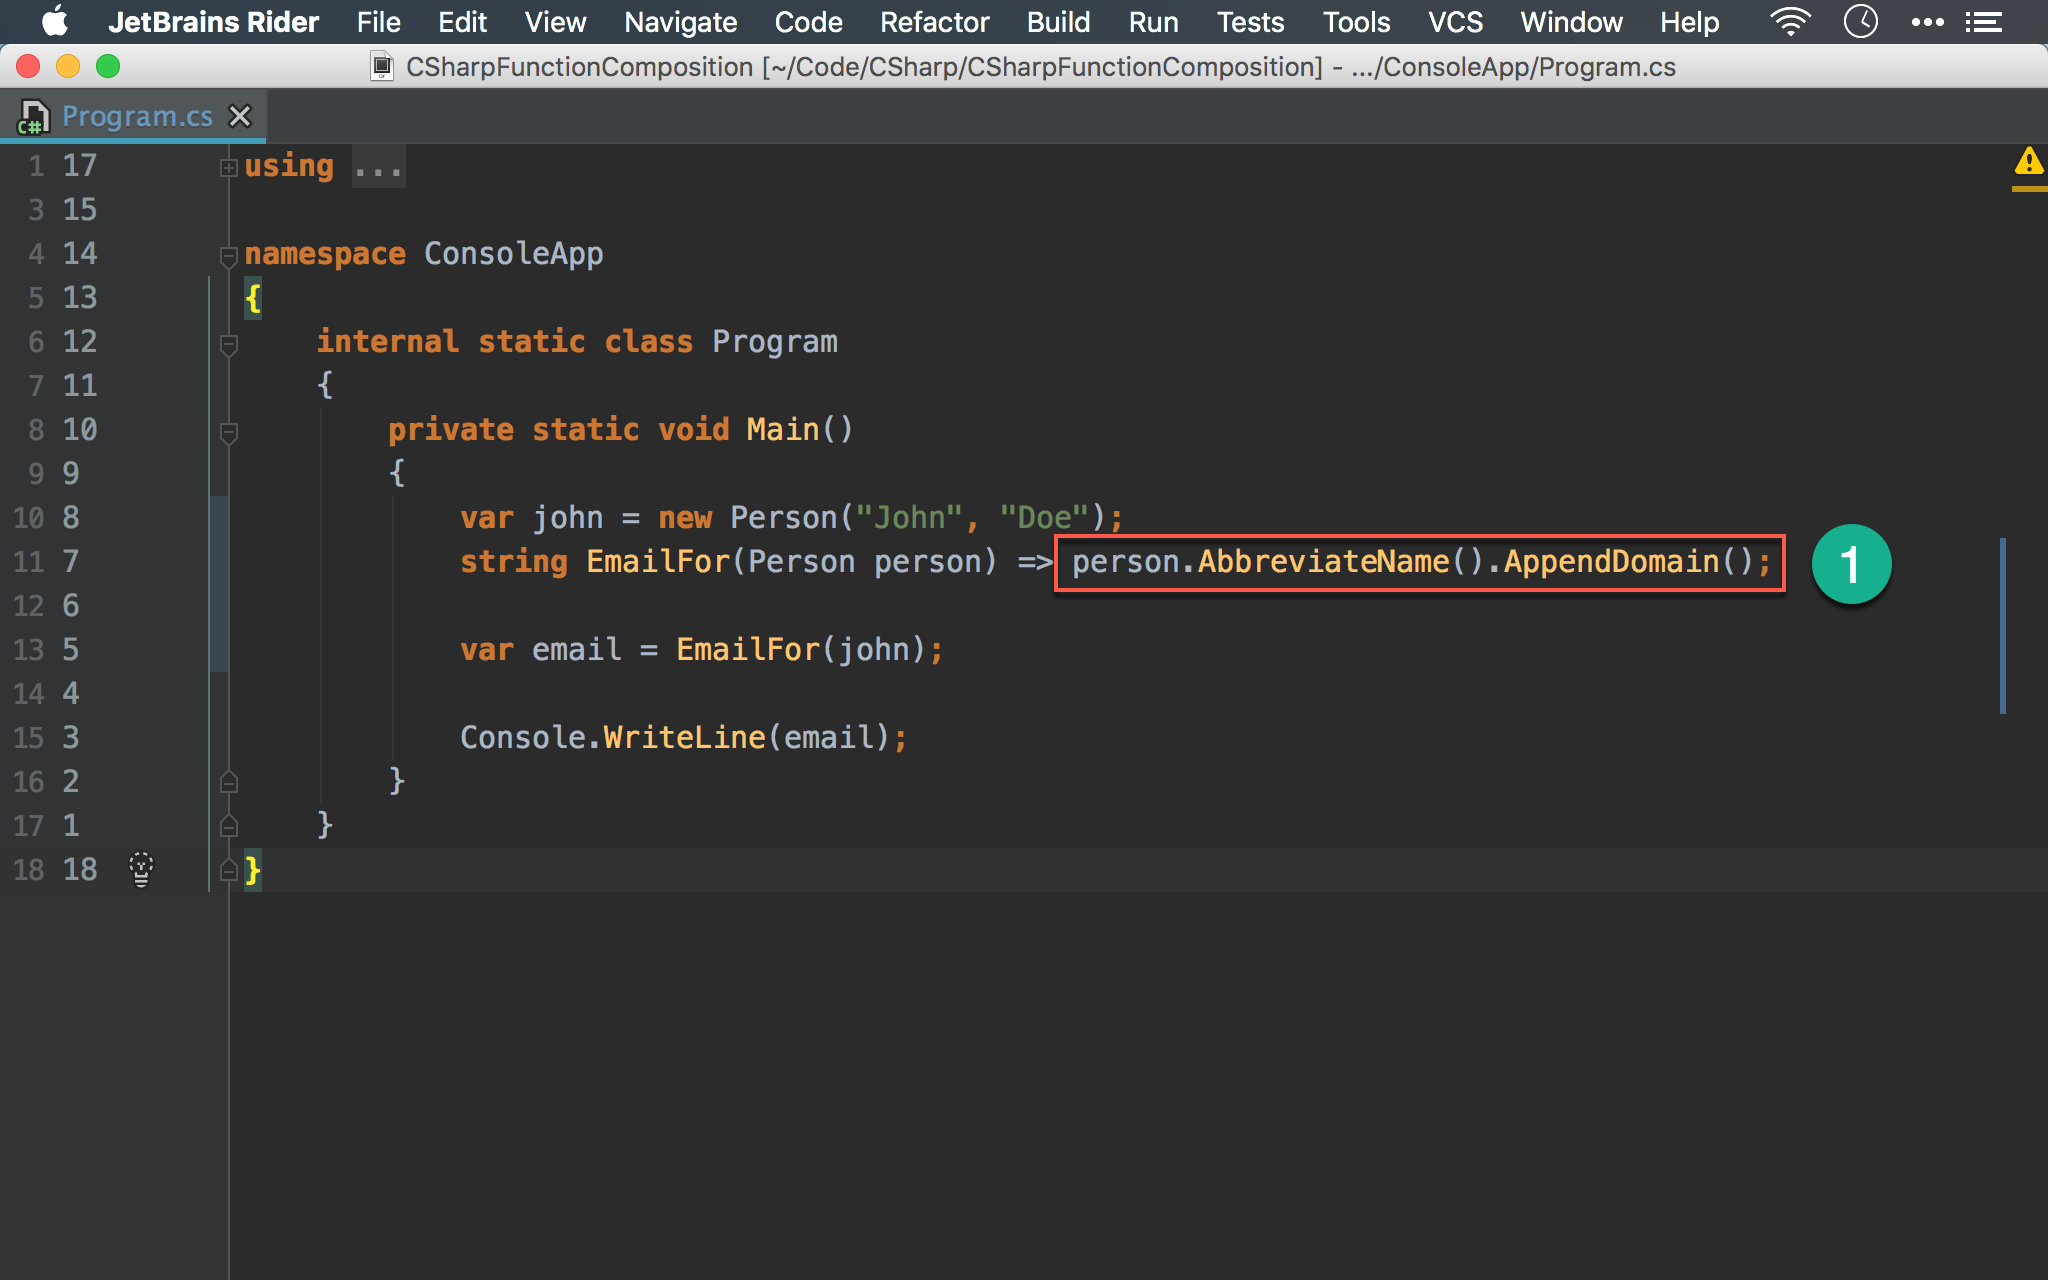 JetBrains Rider File Edit View Navigate Code Refactor Build Run Tests Tools VCS Window Help
CSharpFunctionComposition [~/Code/CSharp/CSharpFunctionComposition] - .../ConsoleApp/Program.cs
C# Program.cs
1 17 using ...
3 15
4 14 namespace ConsoleApp
5 13 {
6 12 internal static class Program
7 11 {
8 10 private static void Main()
9 9 {
10 8 var john = new Person("John", "Doe");
11 7 string EmailFor(Person person) => person.AbbreviateName().AppendDomain(); 1
12 6
13 5 var email = EmailFor(john);
14 4
15 3 Console.WriteLine(email);
16 2 }
17 1 }
18 18 }